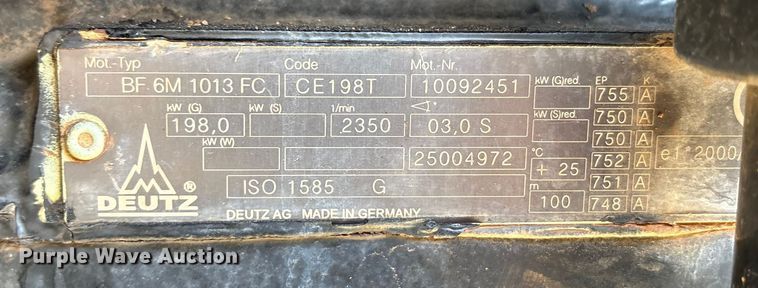 Mot.-Typ Code Mot.-Nr. kW (G)red. EP K
BF 6M 1013 FC CE198T 10092451 755 A
kW (G) kW (S) 1/min kW (S)red. 750 A
198,0 2350 03,0 S 750 A
kW (W) °C 752 A
25004972 + 25 e1*2000/
ISO 1585 G m 751 A
100 748 A
DEUTZ ®
DEUTZ AG MADE IN GERMANY
Purple Wave Auction